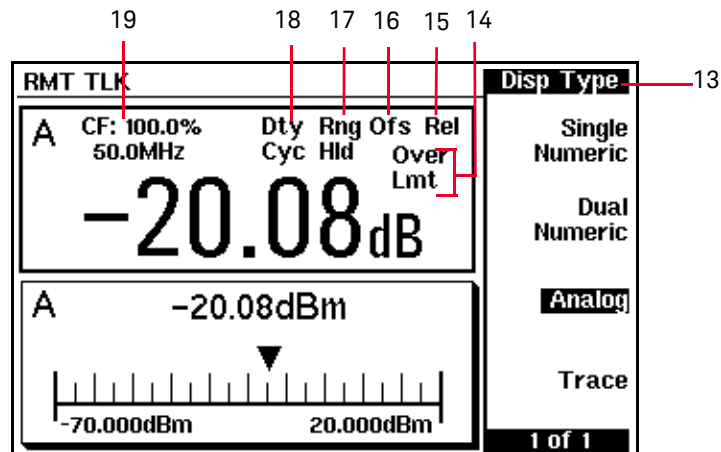 19 18 17 16 15 14
13
RMT TLK
Disp Type
A CF: 100.0% Dty Rng Ofs Rel
50.0MHz Cyc Hld Over
Lmt
-20.08dB
Single
Numeric
Dual
Numeric
Analog
Trace
1 of 1
A -20.08dBm
-70.000dBm 20.000dBm